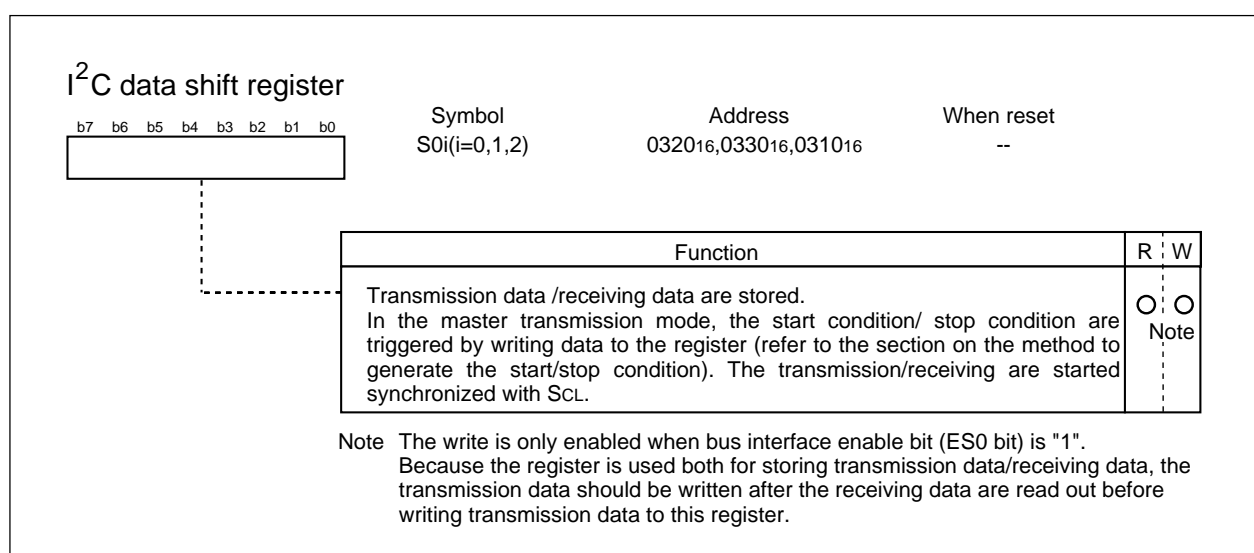 I2C data shift register
b7 b6 b5 b4 b3 b2 b1 b0
Symbol Address When reset
S0i(i=0,1,2) 032016,033016,031016 --
Function R W
Transmission data /receiving data are stored.
In the master transmission mode, the start condition/ stop condition are
triggered by writing data to the register (refer to the section on the method to
generate the start/stop condition). The transmission/receiving are started
synchronized with SCL.
Note
Note The write is only enabled when bus interface enable bit (ES0 bit) is "1".
Because the register is used both for storing transmission data/receiving data, the
transmission data should be written after the receiving data are read out before
writing transmission data to this register.